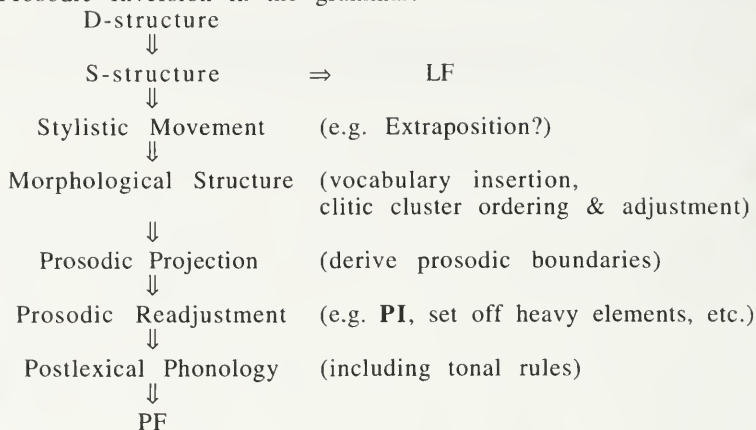 Prosodic Inversion in the grammar.
D-structure
⇓
S-structure ⇒ LF
⇓
Stylistic Movement (e.g. Extraposition?)
⇓
Morphological Structure (vocabulary insertion,
clitic cluster ordering & adjustment)
⇓
Prosodic Projection (derive prosodic boundaries)
⇓
Prosodic Readjustment (e.g. PI, set off heavy elements, etc.)
⇓
Postlexical Phonology (including tonal rules)
⇓
PF